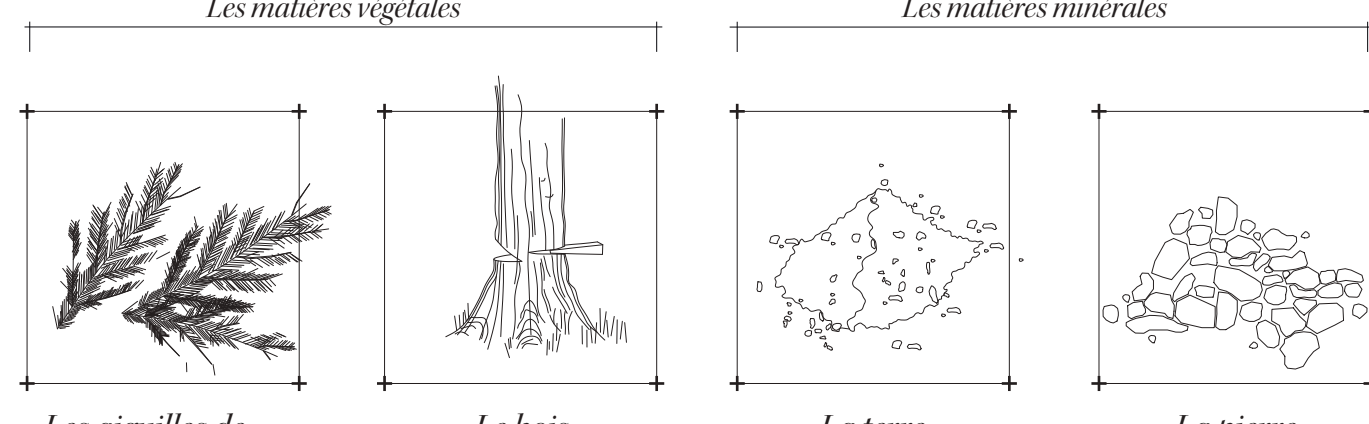 Les matières végétales
Les matières minérales
Les aiguilles de
Le bois
La terre
La pierre